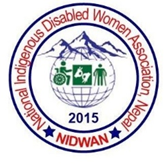 National Indigenous Disabled Women Association, Nepal
2015
NIDWAN